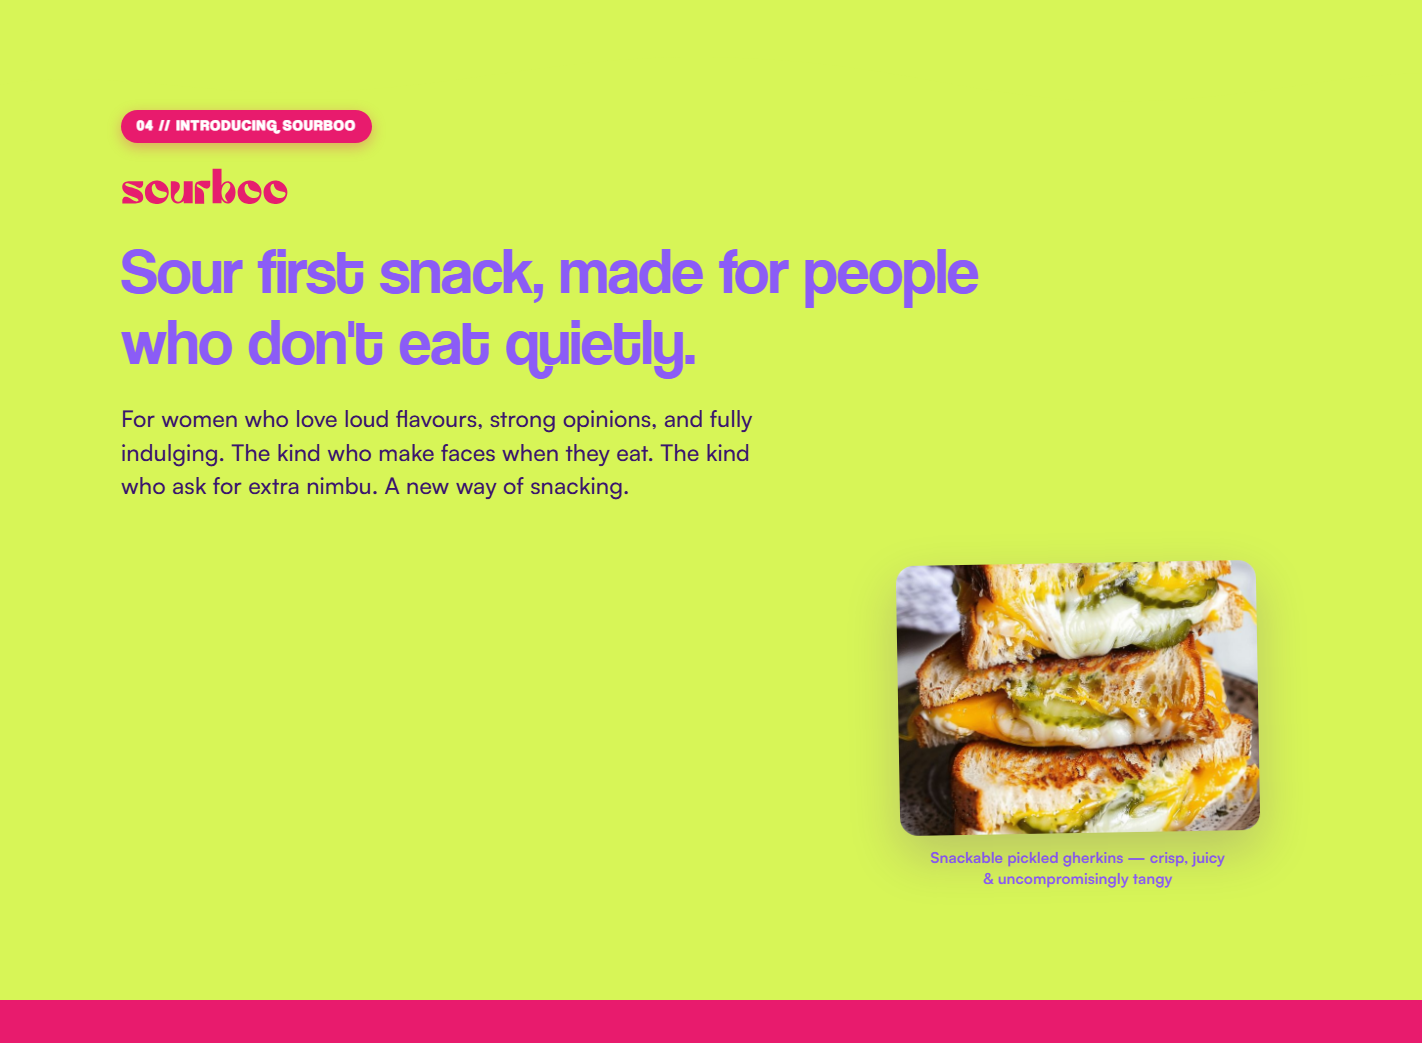 04 // INTRODUCING SOURBOO
sourboo
Sour first snack, made for people
who don't eat quietly.
For women who love loud flavours, strong opinions, and fully
indulging. The kind who make faces when they eat. The kind
who ask for extra nimbu. A new way of snacking.
Snackable pickled gherkins — crisp, juicy
& uncompromisingly tangy